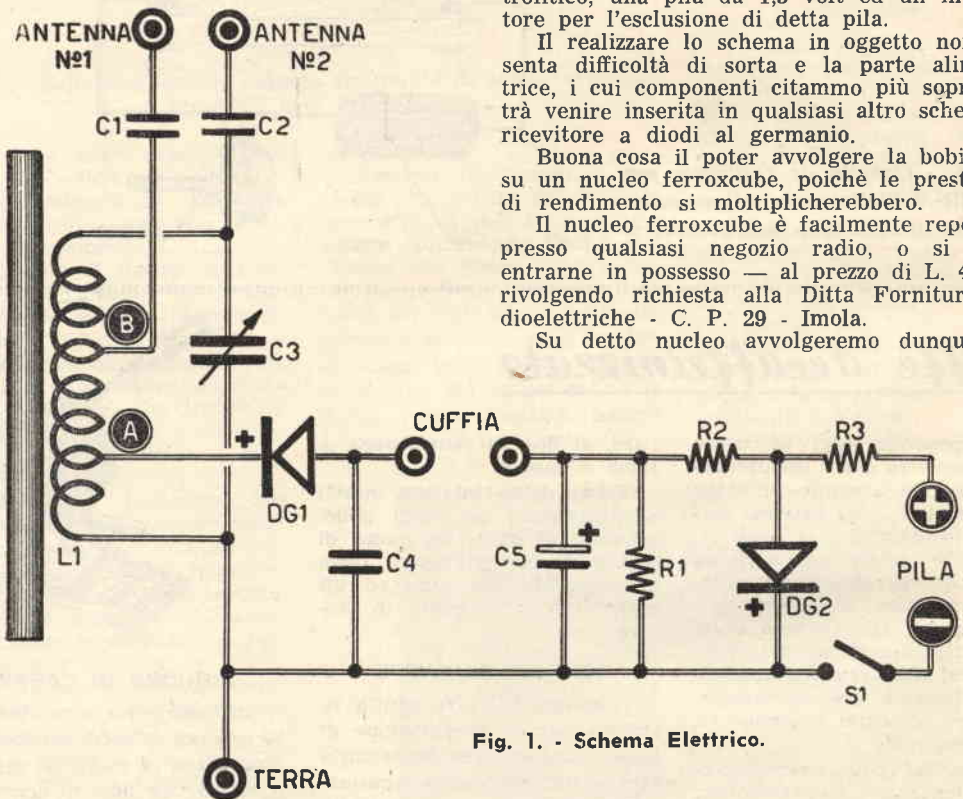 trolitico, una pila da 1,5 volt ed un in
tore per l'esclusione di detta pila.
Il realizzare lo schema in oggetto no
senta difficoltà di sorta e la parte ali
trice, i cui componenti citammo più sop
trà venire inserita in qualsiasi altro sche
ricevitore a diodi al germanio.
Buona cosa il poter avvolgere la bobi
su un nucleo ferroxcube, poichè le prest
di rendimento si moltiplicherebbero.
Il nucleo ferroxcube è facilmente repe
presso qualsiasi negozio radio, o si
entrarne in possesso — al prezzo di L. 4
rivolgendo richiesta alla Ditta Fornitur
dioelettriche - C. P. 29 - Imola.
Su detto nucleo avvolgeremo dunqu
ANTENNA
Nº1
ANTENNA
Nº2
C1
C2
B
C3
A
L1
+
DG1
CUFFIA
C4
C5
+
R1
R2
R3
DG2
+
+
PILA
−
S1
TERRA
Fig. 1. - Schema Elettrico.